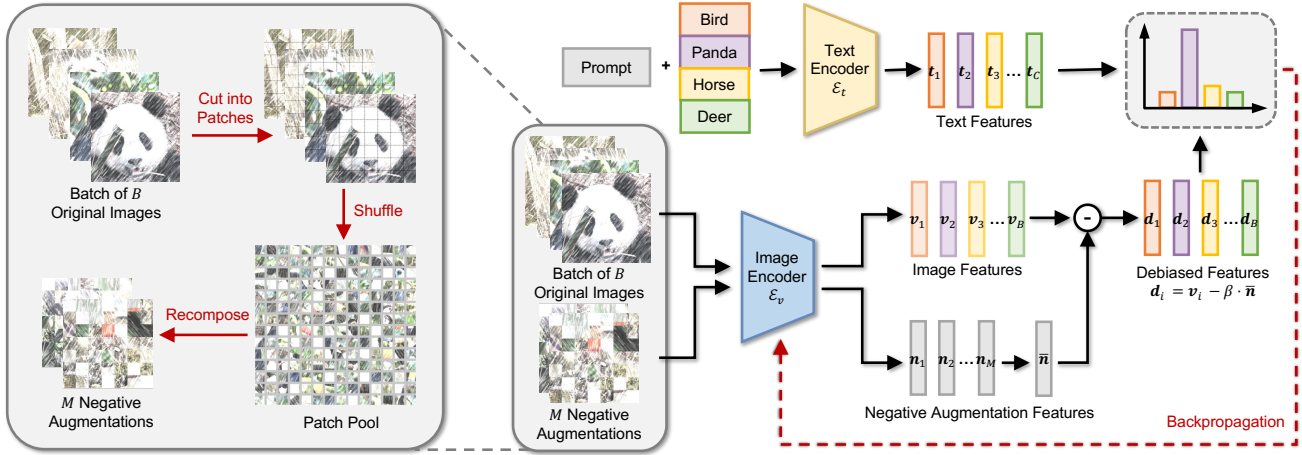 Cut into
Patches
Batch of B
Original Images
Shuffle
Recompose
M Negative
Augmentations
Patch Pool
Batch of B
Original Images
M Negative
Augmentations
Prompt
+
Bird
Panda
Horse
Deer
Text
Encoder
ℰt
t1 t2 t3 ... tC
Text Features
Image
Encoder
ℰv
v1 v2 v3 ... vB
Image Features
-
d1 d2 d3 ... dB
Debiased Features
di = vi − β · n̄
n1 n2 ... nM n̄
Negative Augmentation Features
Backpropagation